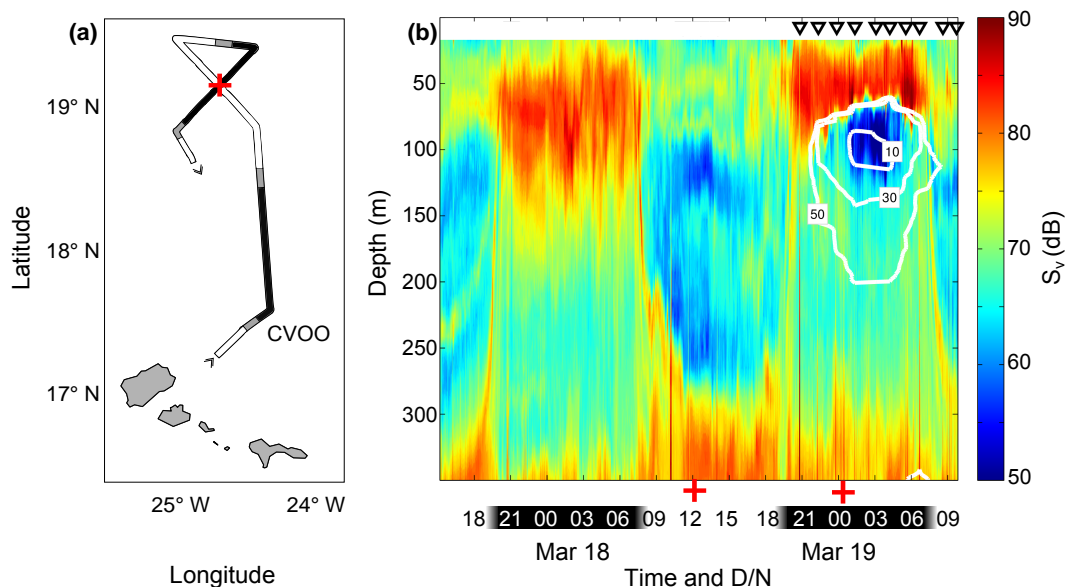 (a)
19° N
18° N
17° N
Latitude
CVOO
25° W 24° W
Longitude
(b)
50
100
150
200
250
300
Depth (m)
10
30
50
18 21 00 03 06 09 12 15 18 21 00 03 06 09
Mar 18 Mar 19
Time and D/N
90
80
70
60
50
Sv (dB)